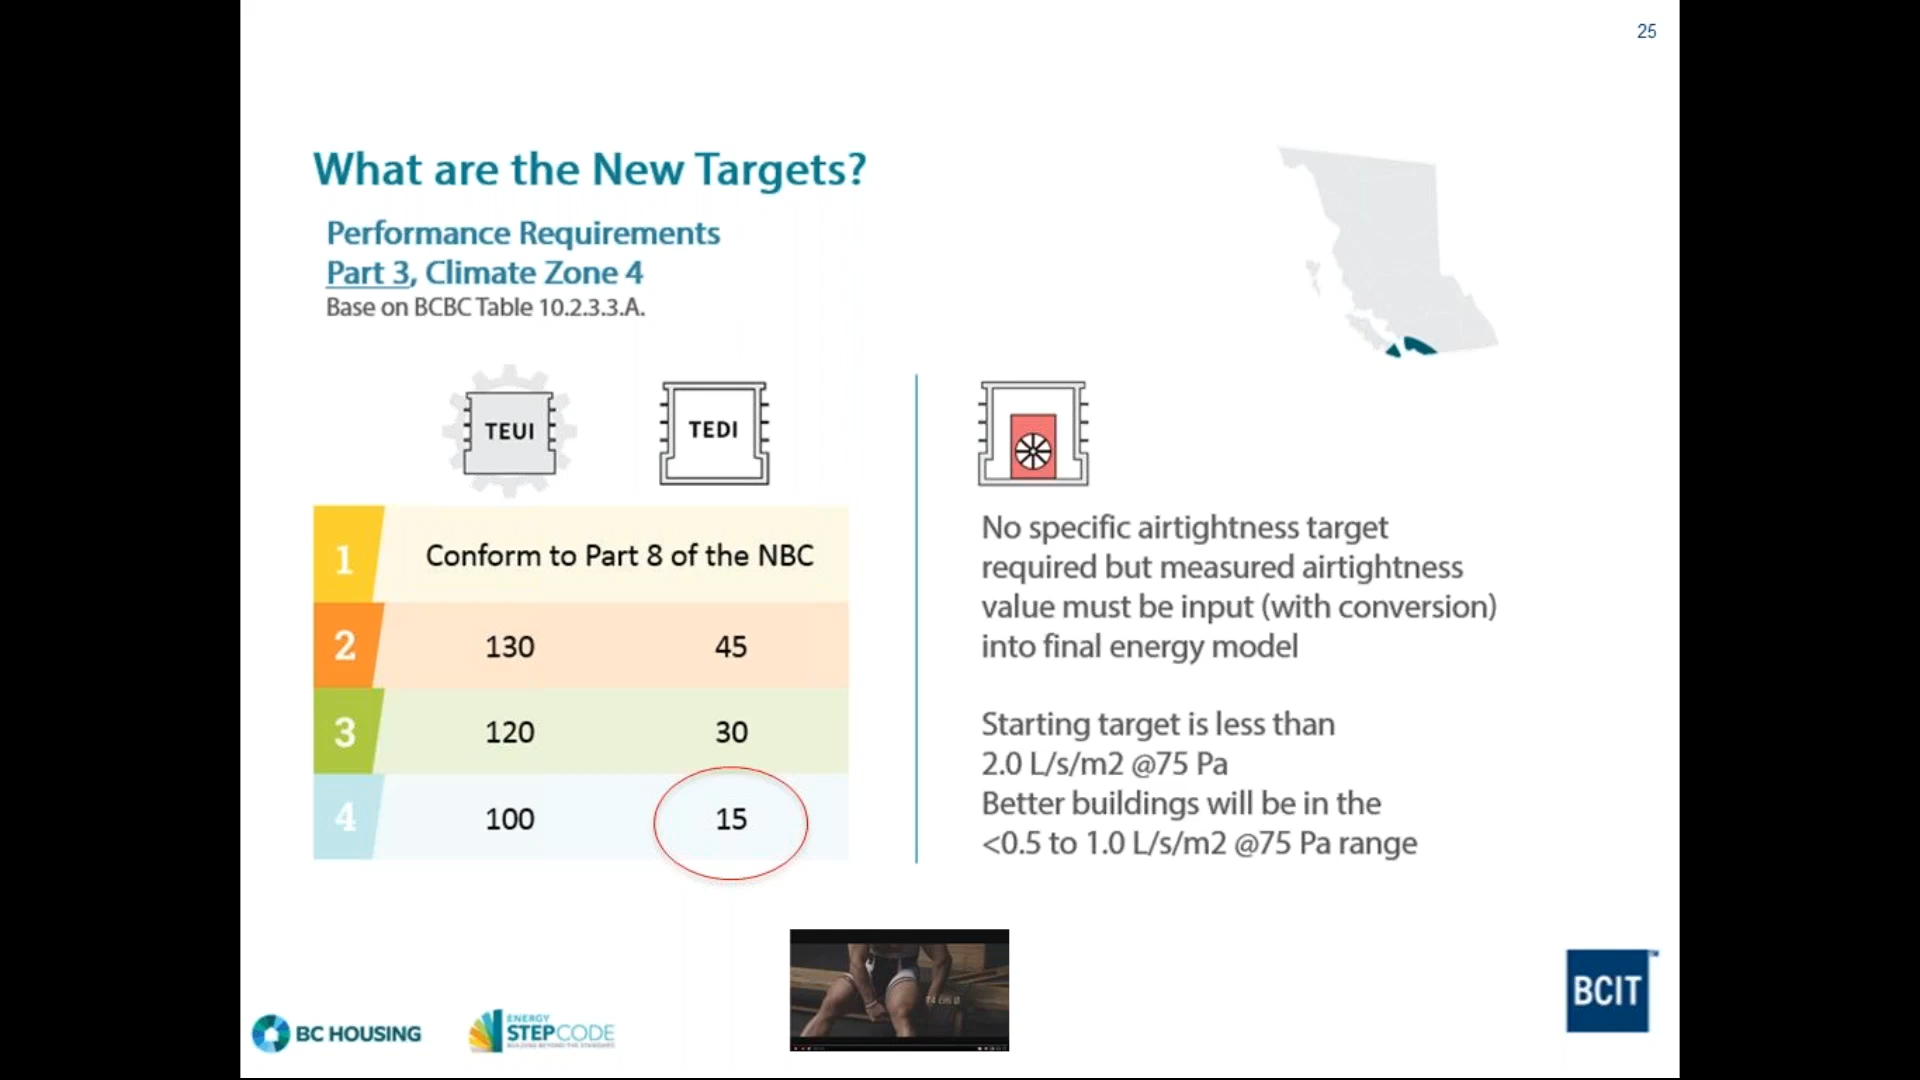 25
What are the New Targets?
Performance Requirements
Part 3, Climate Zone 4
Base on BCBC Table 10.2.3.3.A.
TEUI
TEDI
1
Conform to Part 8 of the NBC
2
130
45
3
120
30
4
100
15
No specific airtightness target
required but measured airtightness
value must be input (with conversion)
into final energy model
Starting target is less than
2.0 L/s/m2 @75 Pa
Better buildings will be in the
<0.5 to 1.0 L/s/m2 @75 Pa range
BC HOUSING
ENERGY
STEPCODE
BUILDING BEYOND THE STANDARD
BCIT